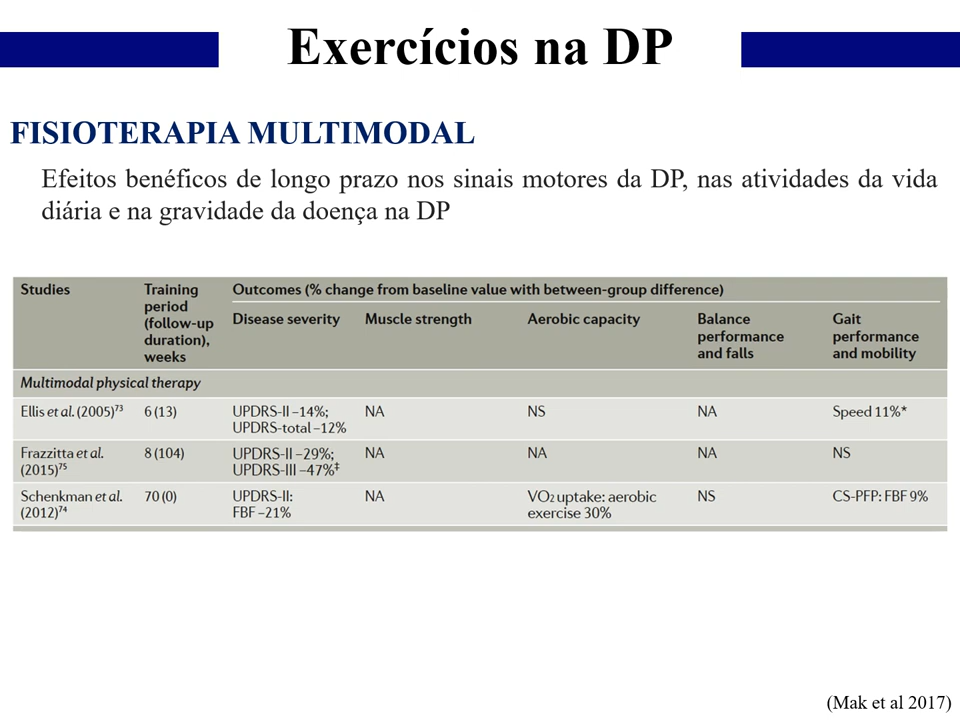 Exercícios na DP
FISIOTERAPIA MULTIMODAL
Efeitos benéficos de longo prazo nos sinais motores da DP, nas atividades da vida
diária e na gravidade da doença na DP
Studies
Training
period
(follow-up
duration),
weeks
Outcomes (% change from baseline value with between-group difference)
Disease severity
Muscle strength
Aerobic capacity
Balance
performance
and falls
Gait
performance
and mobility
Multimodal physical therapy
Ellis et al. (2005)⁷³
6 (13)
UPDRS-II –14%;
UPDRS-total –12%
NA
NS
NA
Speed 11%*
Frazzitta et al.
(2015)⁷⁵
8 (104)
UPDRS-II –29%;
UPDRS-III –47%‡
NA
NA
NA
NS
Schenkman et al.
(2012)⁷⁴
70 (0)
UPDRS-II:
FBF –21%
NA
VO₂ uptake: aerobic
exercise 30%
NS
CS-PFP: FBF 9%
(Mak et al 2017)